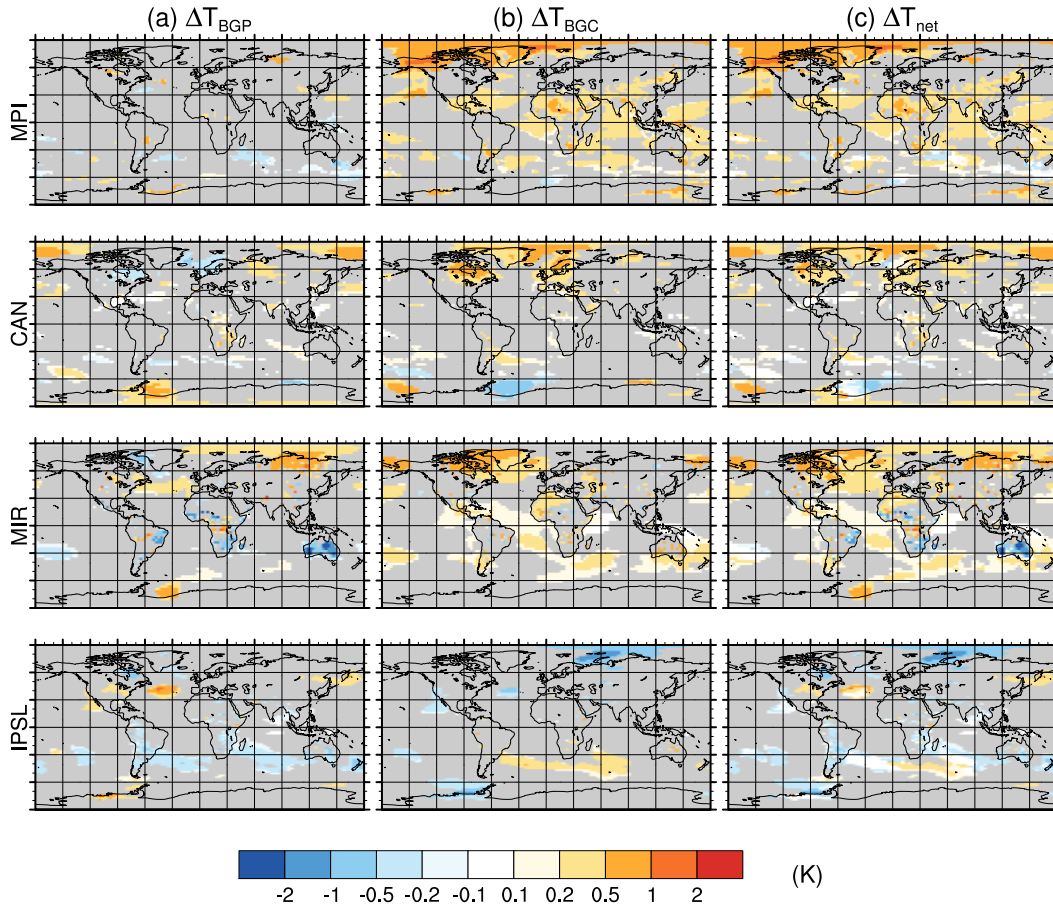 (a) ΔT_BGP (b) ΔT_BGC (c) ΔT_net
MPI
CAN
MIR
IPSL
-2 -1 -0.5 -0.2 -0.1 0.1 0.2 0.5 1 2 (K)